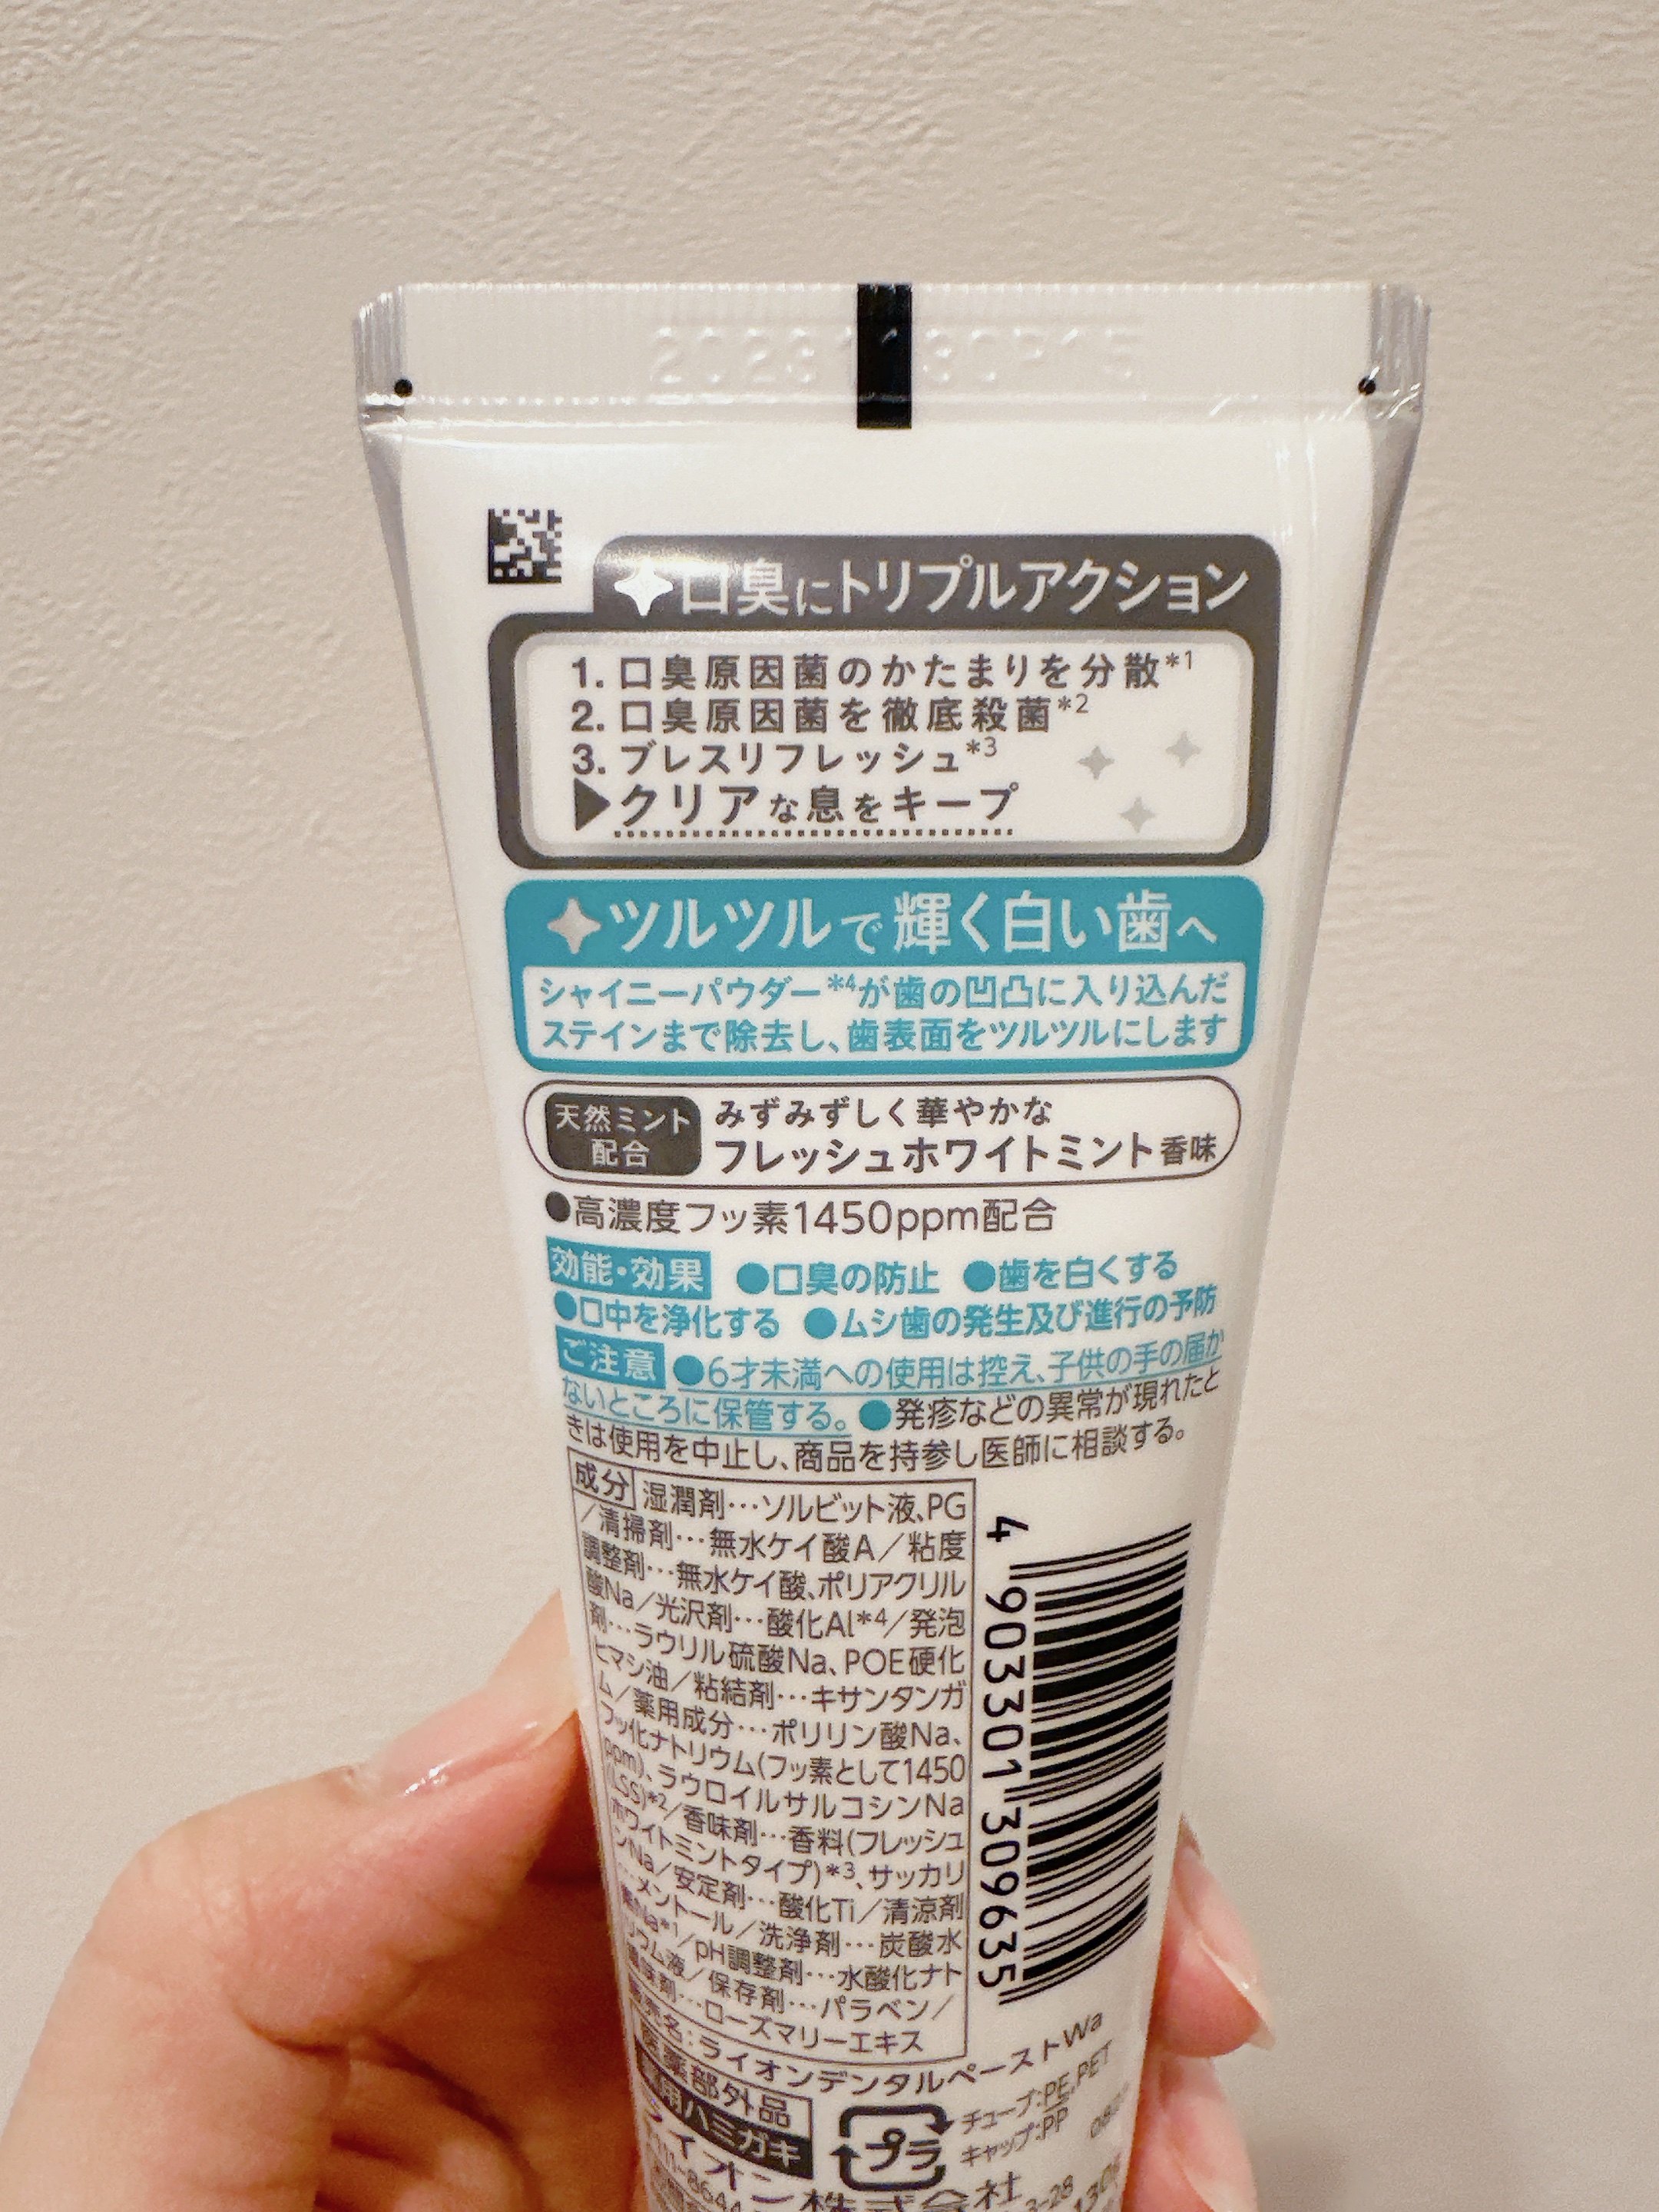 口臭にトリプルアクション
1. 口臭原因菌のかたまりを分散*1
2. 口臭原因菌を徹底殺菌*2
3. ブレスリフレッシュ*3
▶クリアな息をキープ
ツルツルで輝く白い歯へ
シャイニーパウダー*4が歯の凹凸に入り込んだ
ステインまで除去し、歯表面をツルツルにします
天然ミント
配合
みずみずしく華やかな
フレッシュホワイトミント香味
●高濃度フッ素1450ppm配合
効能・効果 ●口臭の防止 ●歯を白くする
●口中を浄化する ●ムシ歯の発生及び進行の予防
ご注意 ●6才未満への使用は控え、子供の手の届か
ないところに保管する。●発疹などの異常が現れたと
きは使用を中止し、商品を持参し医師に相談する。
成分 湿潤剤…ソルビット液、PG
/清掃剤…無水ケイ酸A/粘度
調整剤…無水ケイ酸、ポリアクリル
酸Na/光沢剤…酸化Al*4/発泡
剤…ラウリル硫酸Na、POE硬化
ヒマシ油/粘結剤…キサンタンガ
ム/薬用成分…ポリリン酸Na、
フッ化ナトリウム(フッ素として1450
ppm)、ラウロイルサルコシンNa
(LSS)*2/香味剤…香料(フレッシュ
ホワイトミントタイプ)*3、サッカリ
ンNa/安定剤…酸化Ti/清涼剤
…メントール/洗浄剤…炭酸水
素Na*1/pH調整剤…水酸化ナト
リウム液/保存剤…パラベン/
ローズマリーエキス
4 903301 309635
名:ライオンデンタルペーストWa
医薬部外品
薬用ハミガキ
プラ
チューブ:PE,PET
キャップ:PP
ライオン株式会社